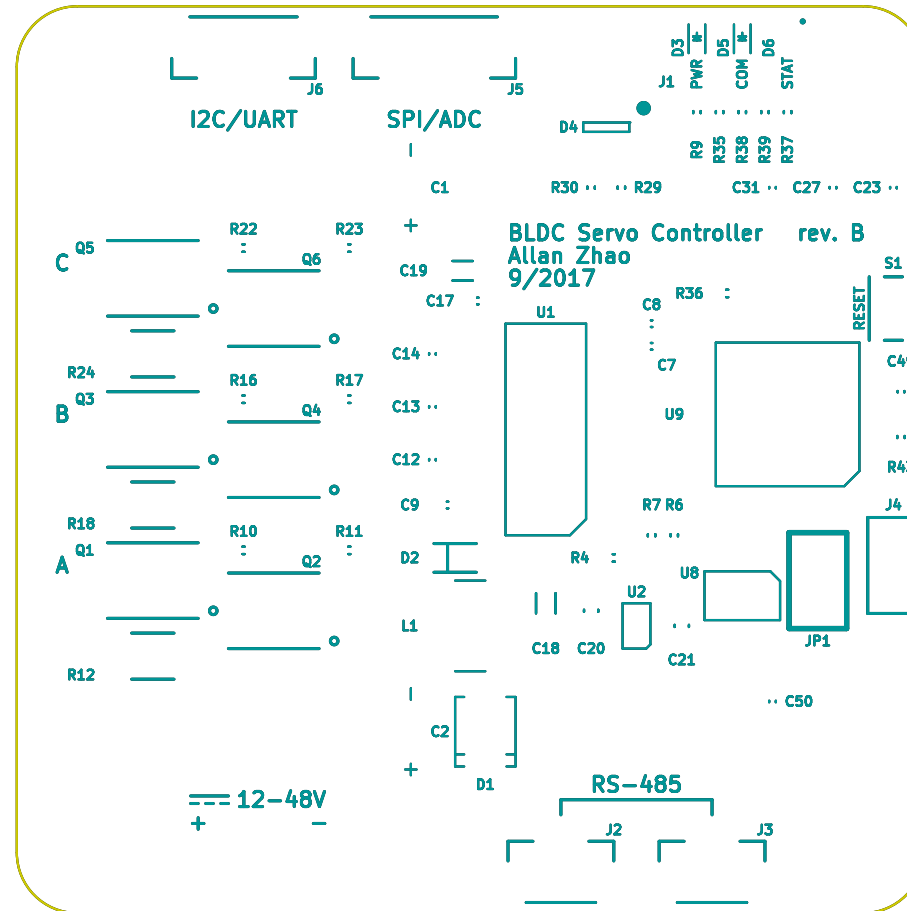 D3
D5
D6
PWR
COM
STAT
J6
J5
J1
I2C/UART
SPI/ADC
D4
R9
R35
R38
R39
R37
C1
R30
R29
C31
C27
C23
R22
R23
BLDC Servo Controller rev. B
Allan Zhao
9/2017
Q5
C
Q6
C19
S1
C17
R36
RESET
C8
U1
C14
C7
R24
R16
R17
Q3
B
Q4
C13
U9
C12
C9
R7
R6
J4
R18
R10
R11
Q1
A
Q2
D2
R4
U8
U2
L1
JP1
C18
C20
C21
R12
C50
C2
D1
RS-485
12-48V
+
-
J2
J3